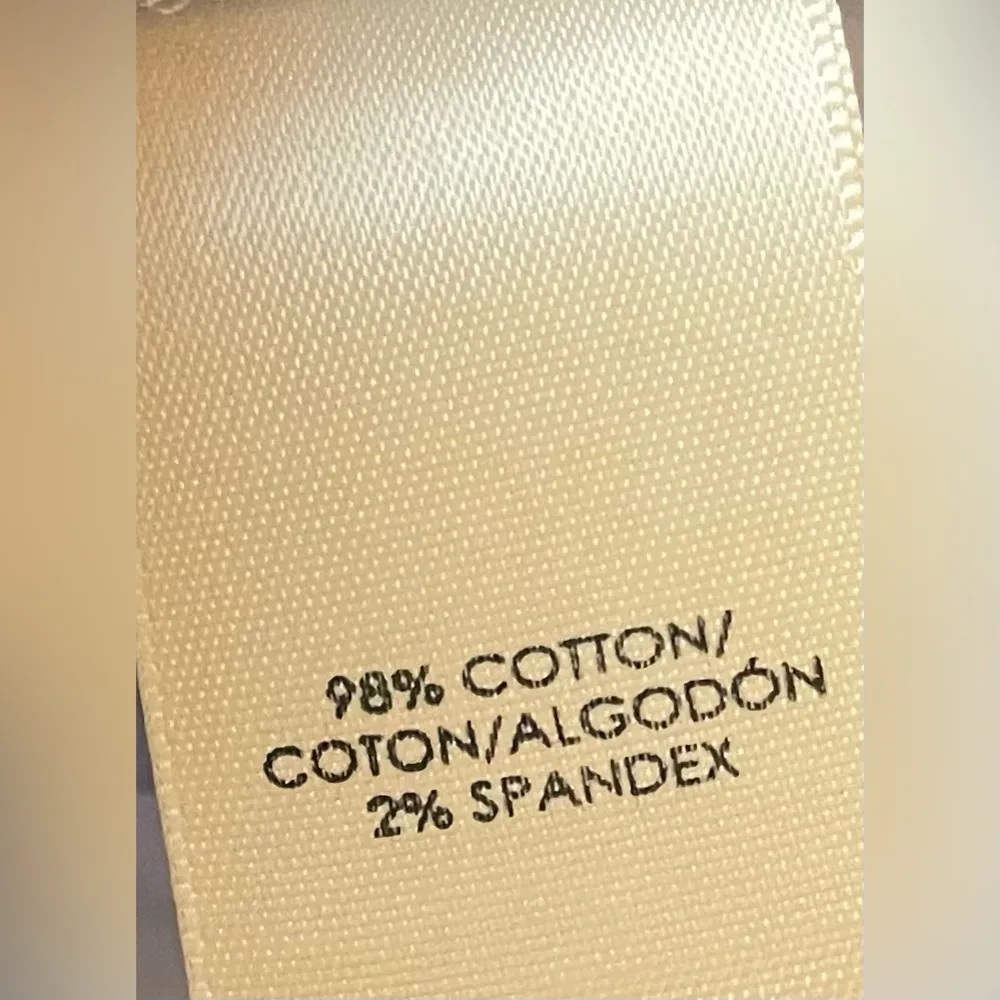 98% COTTON/
COTON/ALGODÓN
2% SPANDEX